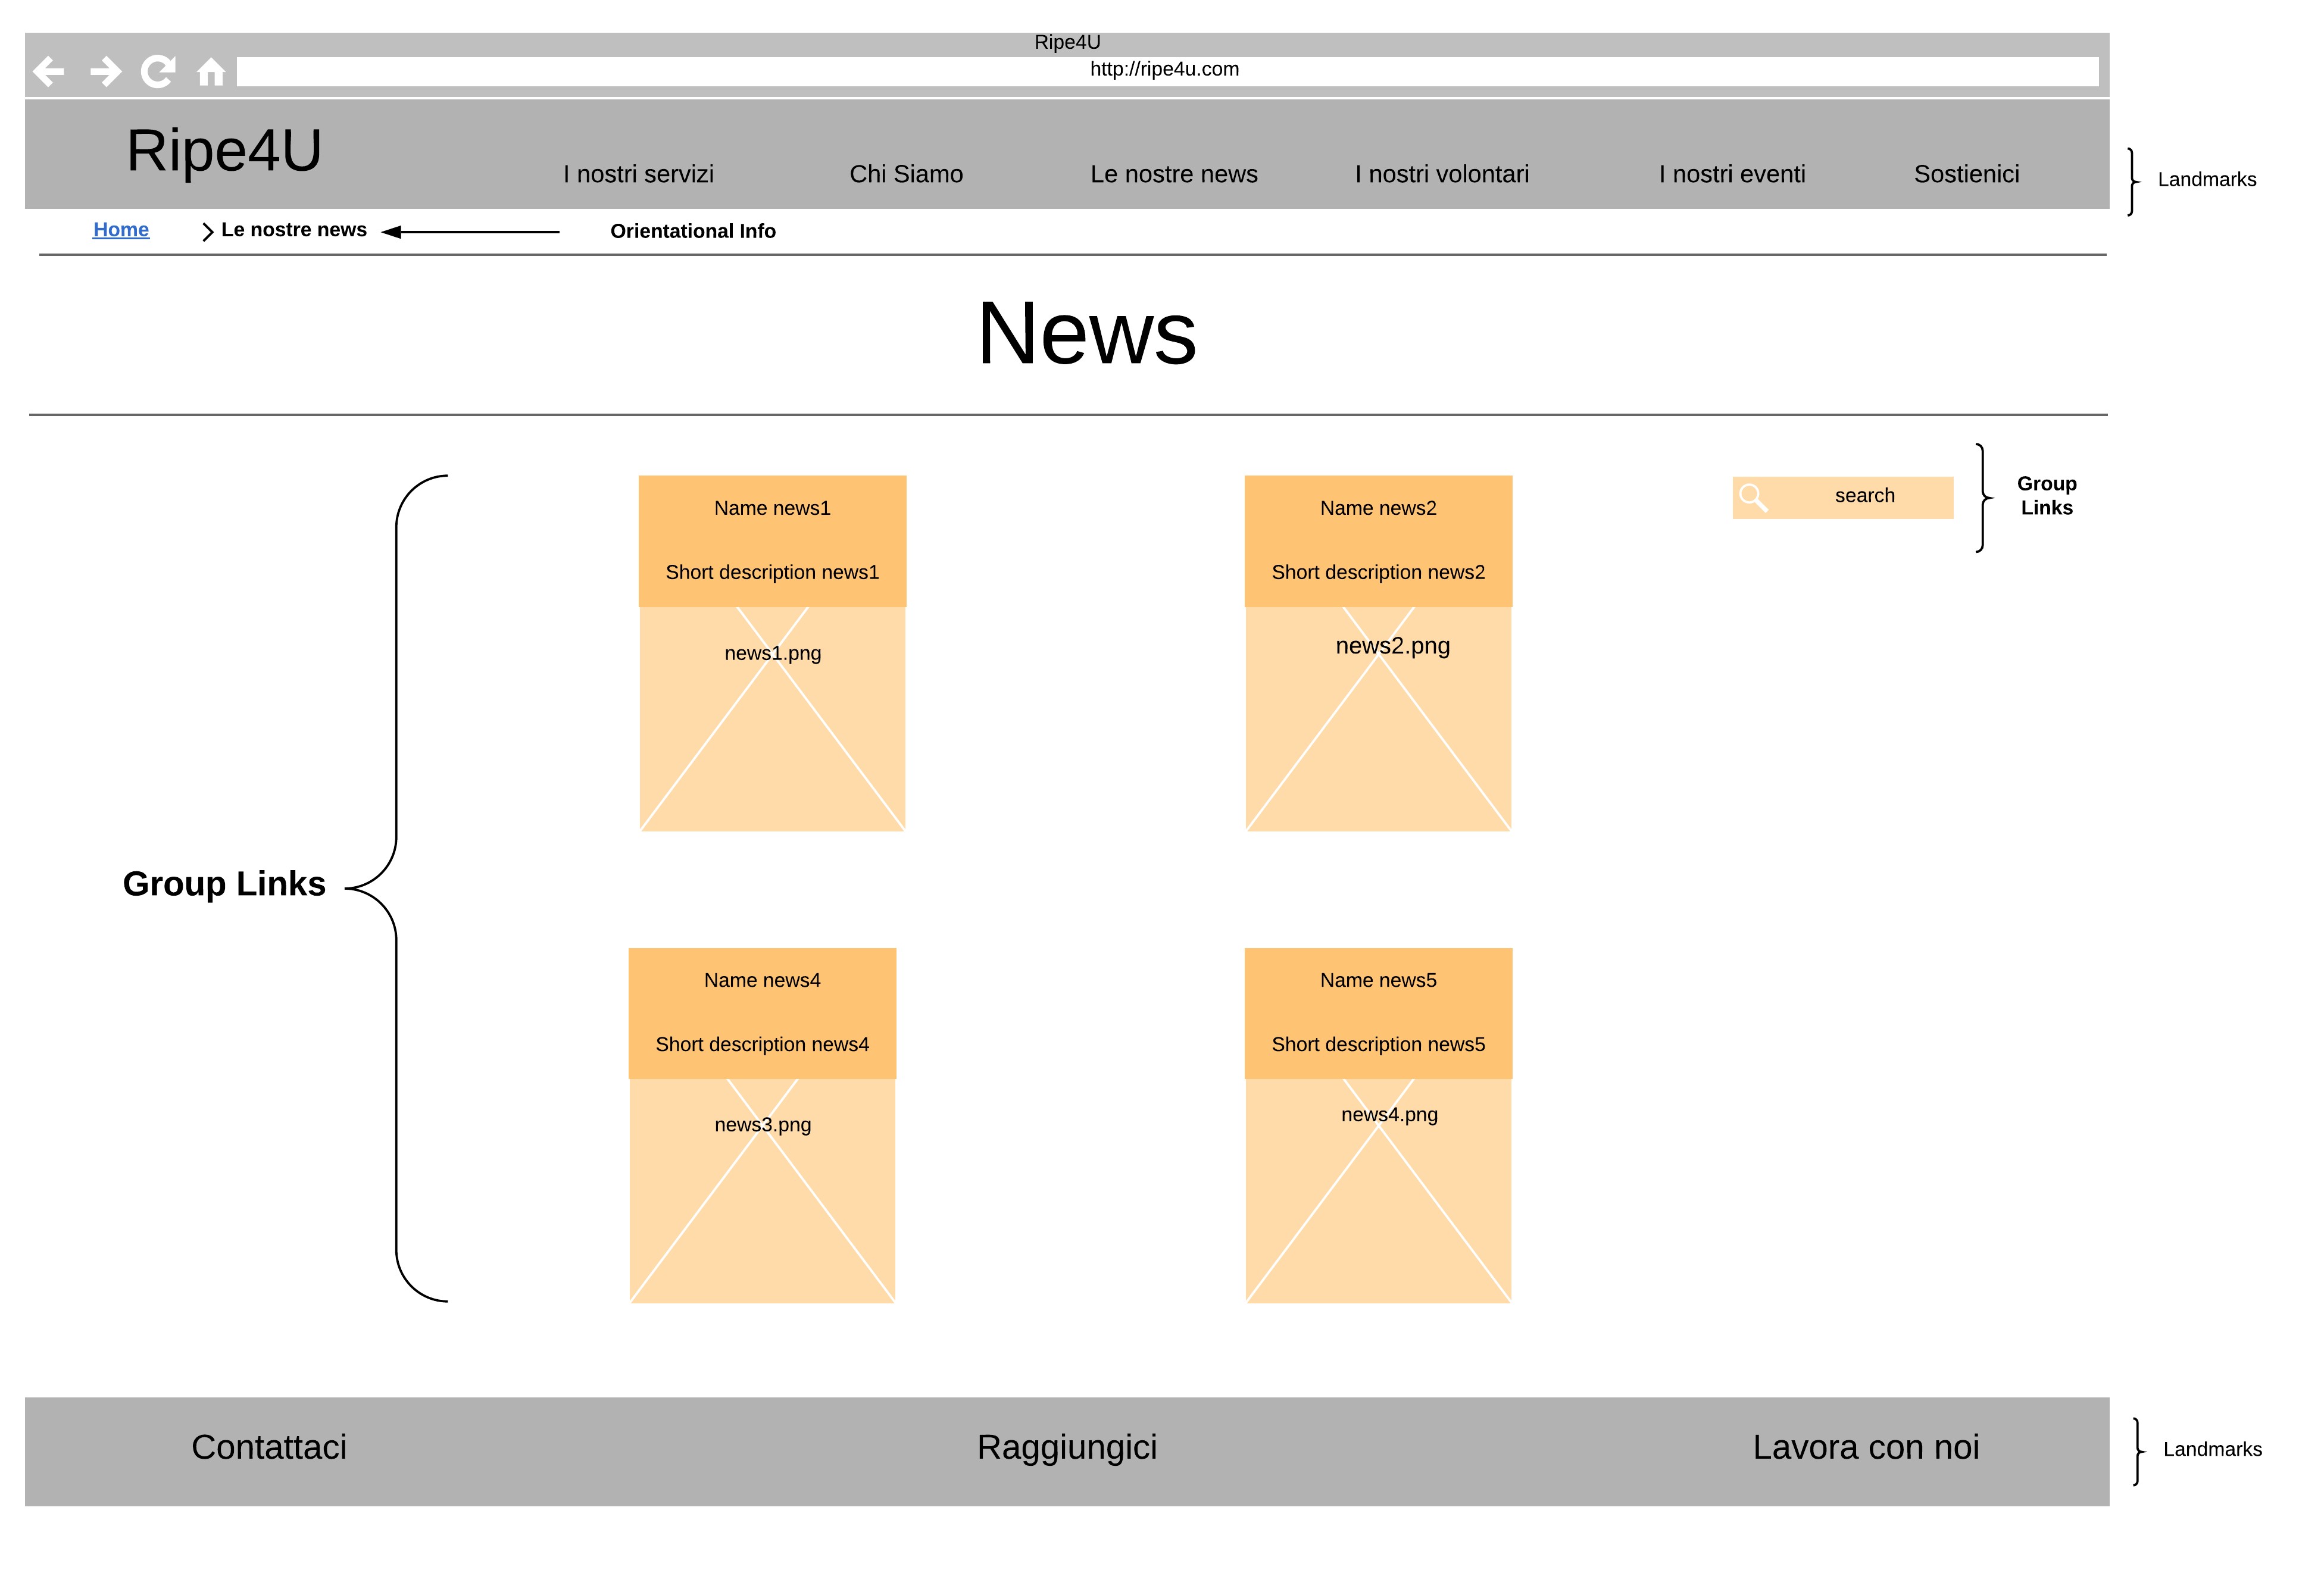 Ripe4U
http://ripe4u.com
Ripe4U
I nostri servizi
Chi Siamo
Le nostre news
I nostri volontari
I nostri eventi
Sostienici
Landmarks
Home
Le nostre news
Orientational Info
News
Name news1
Short description news1
news1.png
Name news2
Short description news2
news2.png
search
Group
Links
Group Links
Name news4
Short description news4
news3.png
Name news5
Short description news5
news4.png
Contattaci
Raggiungici
Lavora con noi
Landmarks